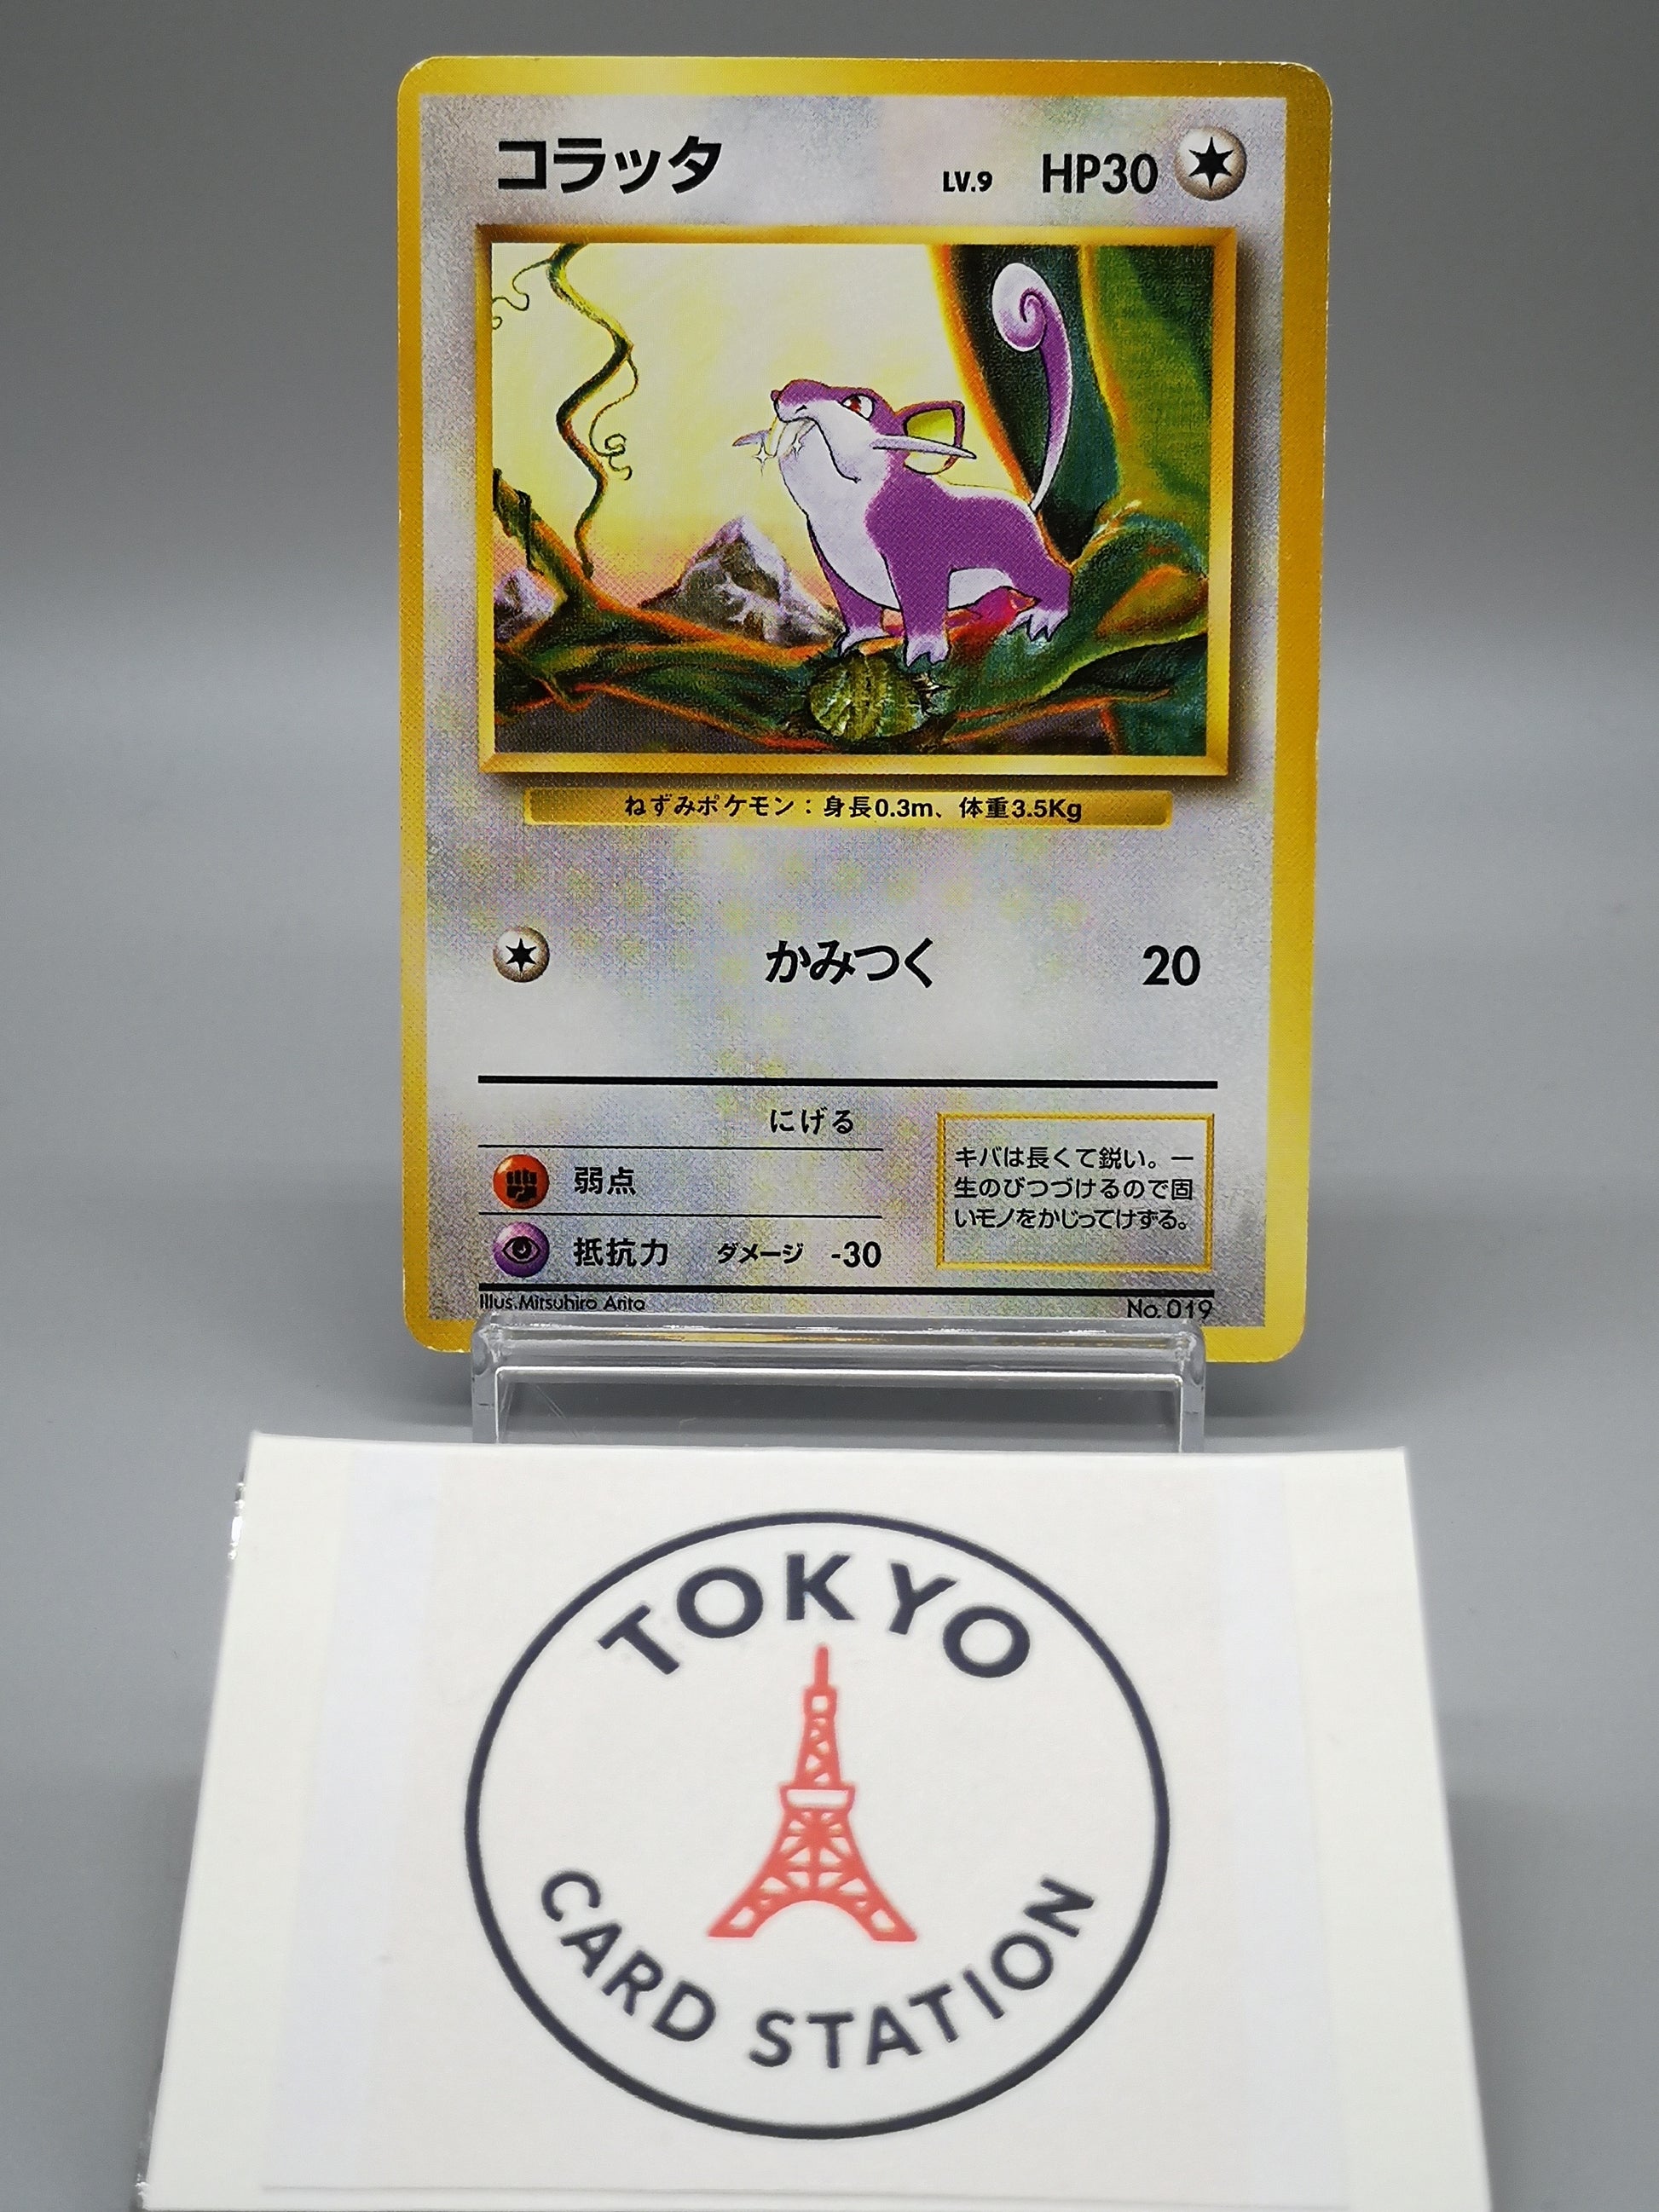 コラッタ LV.9 HP30
ねずみポケモン：身長0.3m、体重3.5Kg
かみつく 20
にげる
弱点
抵抗力 ダメージ -30
キバは長くて鋭い。一
生のびつづけるので固
いモノをかじってけずる。
Illus.Mitsuhiro Arita No.019
TOKYO
CARD STATION